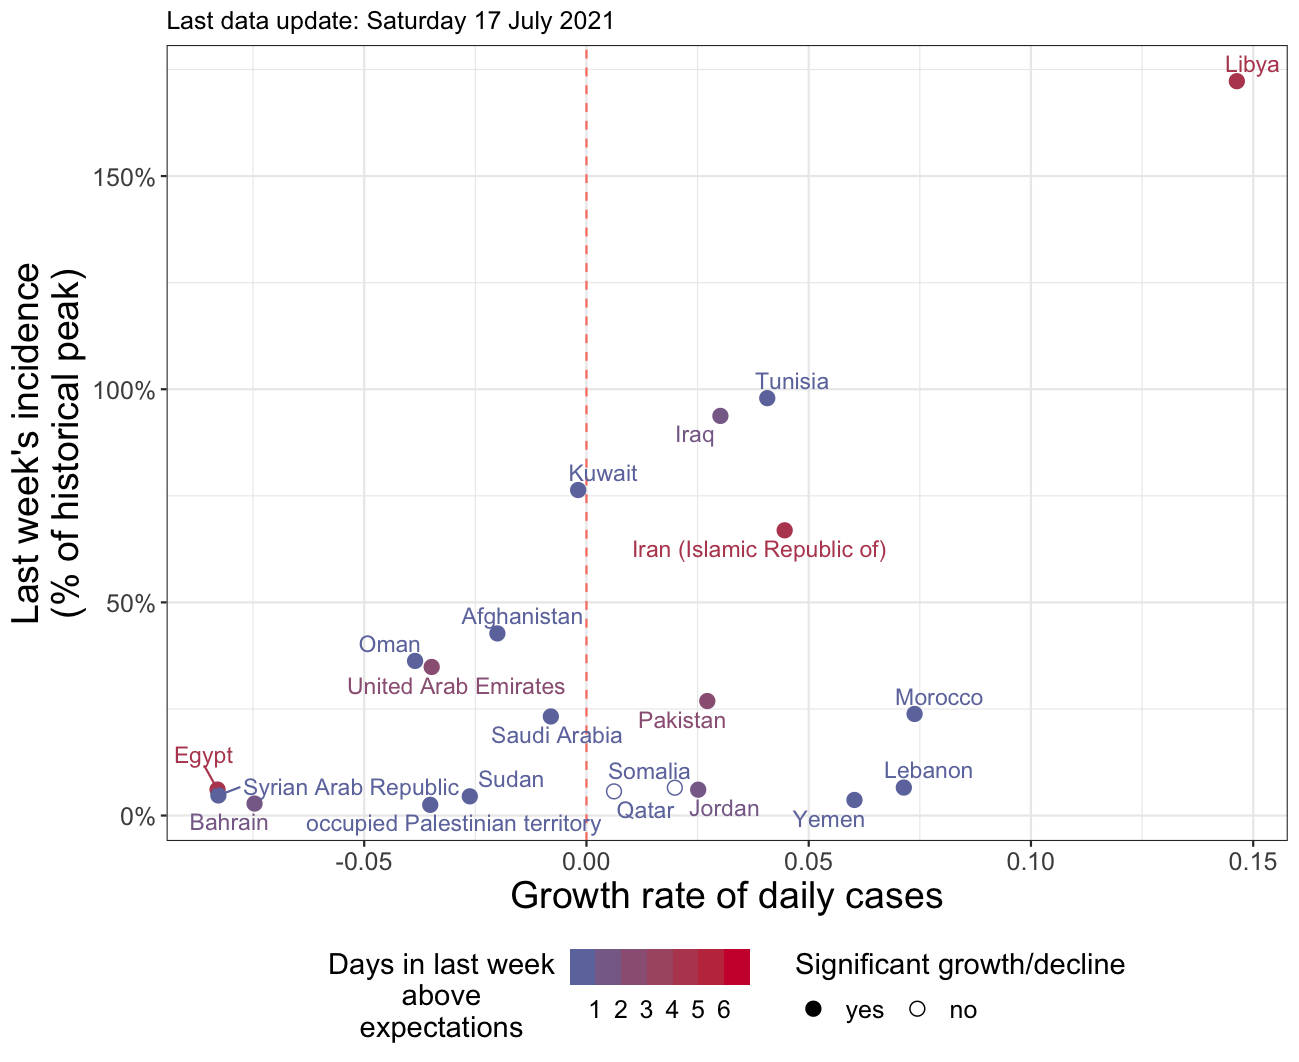 Last data update: Saturday 17 July 2021
Last week's incidence
(% of historical peak)
150%
100%
50%
0%
Libya
Tunisia
Iraq
Kuwait
Iran (Islamic Republic of)
Afghanistan
Oman
United Arab Emirates
Morocco
Pakistan
Saudi Arabia
Egypt
Somalia
Lebanon
Syrian Arab Republic
Sudan
Qatar
Jordan
Bahrain
occupied Palestinian territory
Yemen
-0.05 0.00 0.05 0.10 0.15
Growth rate of daily cases
Days in last week
above
expectations
1 2 3 4 5 6
Significant growth/decline
yes no